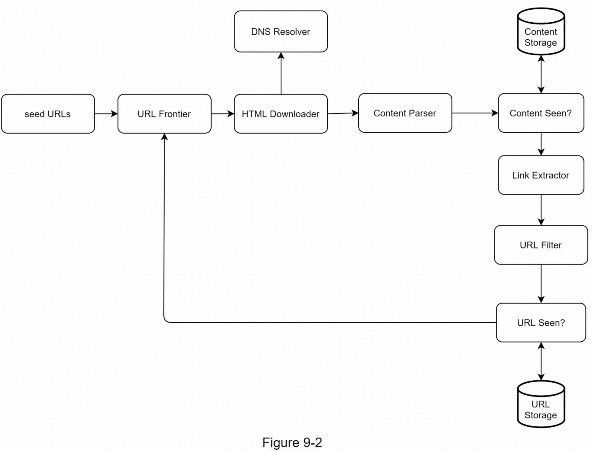 DNS Resolver
Content
Storage
seed URLs
URL Frontier
HTML Downloader
Content Parser
Content Seen?
Link Extractor
URL Filter
URL Seen?
URL
Storage
Figure 9-2